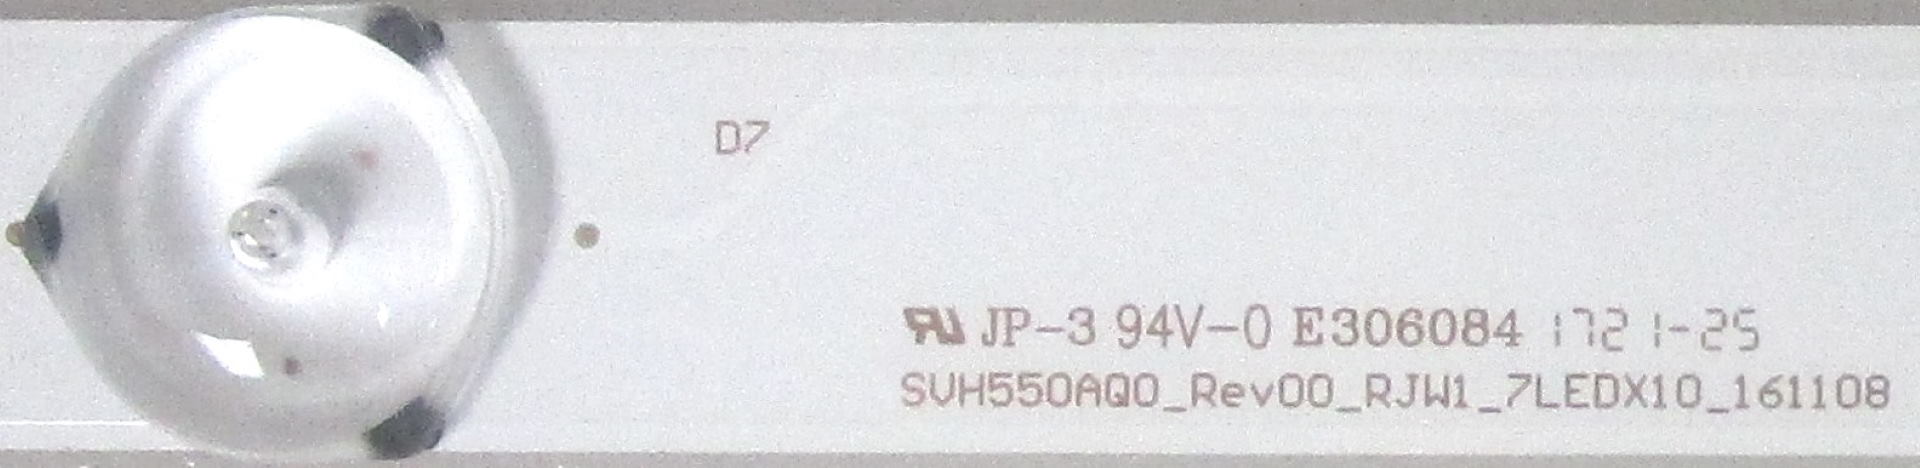 D7
JP-3 94V-0 E306084 1721-25
SVH550AQ0_Rev00_RJW1_7LEDX10_161108